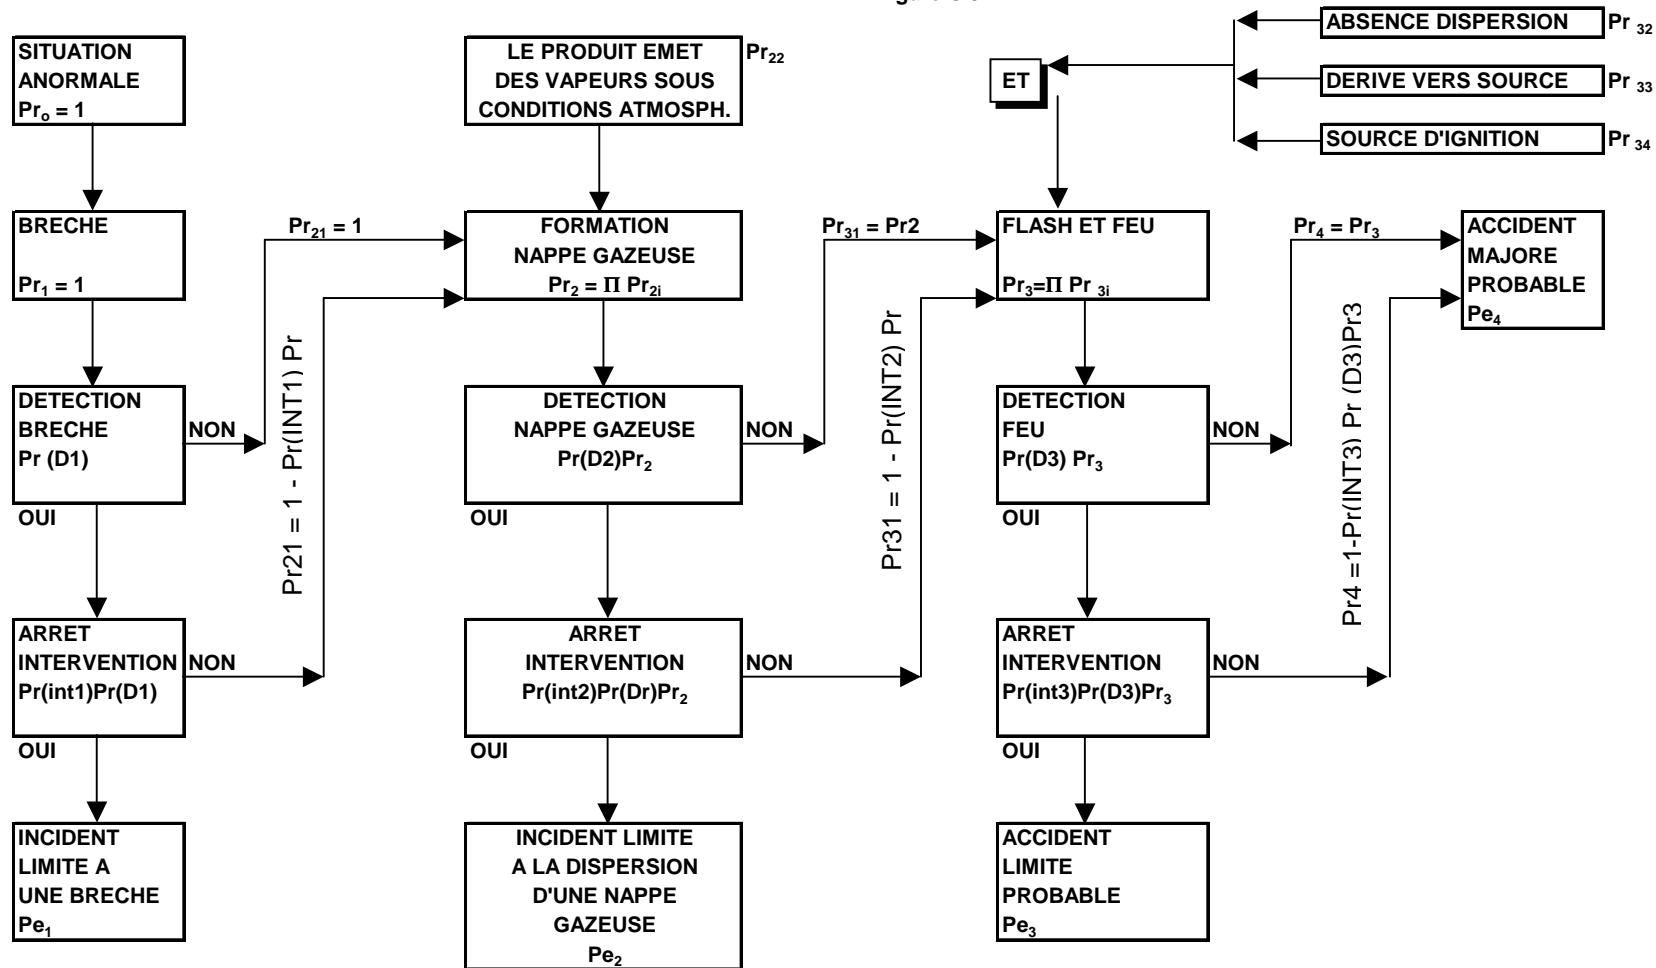 SITUATION
ANORMALE
Pr₀ = 1
LE PRODUIT EMET
DES VAPEURS SOUS
CONDITIONS ATMOSPH.
Pr₂₂
ET
ABSENCE DISPERSION
Pr ₃₂
DERIVE VERS SOURCE
Pr ₃₃
SOURCE D'IGNITION
Pr ₃₄
BRECHE
Pr₁ = 1
Pr₂₁ = 1
FORMATION
NAPPE GAZEUSE
Pr₂ = Π Pr₂ᵢ
Pr₃₁ = Pr2
FLASH ET FEU
Pr₃=Π Pr ₃ᵢ
Pr₄ = Pr₃
ACCIDENT
MAJORE
PROBABLE
Pe₄
DETECTION
BRECHE
Pr (D1)
NON
OUI
Pr21 = 1 - Pr(INT1) Pr
DETECTION
NAPPE GAZEUSE
Pr(D2)Pr₂
NON
OUI
Pr31 = 1 - Pr(INT2) Pr
DETECTION
FEU
Pr(D3) Pr₃
NON
OUI
Pr4 =1-Pr(INT3) Pr (D3)Pr3
ARRET
INTERVENTION
Pr(int1)Pr(D1)
NON
OUI
ARRET
INTERVENTION
Pr(int2)Pr(Dr)Pr₂
NON
OUI
ARRET
INTERVENTION
Pr(int3)Pr(D3)Pr₃
NON
OUI
INCIDENT
LIMITE A
UNE BRECHE
Pe₁
INCIDENT LIMITE
A LA DISPERSION
D'UNE NAPPE
GAZEUSE
Pe₂
ACCIDENT
LIMITE
PROBABLE
Pe₃